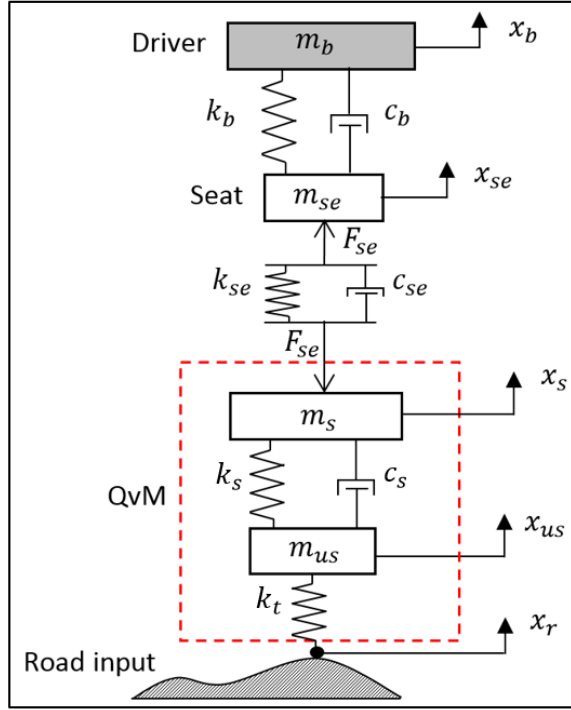 Driver
m_b
x_b
k_b
c_b
Seat
m_se
x_se
F_se
k_se
c_se
F_se
x_s
m_s
k_s
c_s
QvM
x_us
m_us
k_t
x_r
Road input